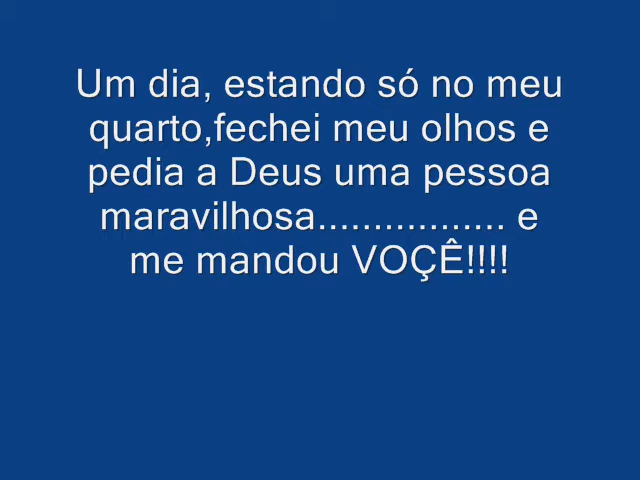 Um dia, estando só no meu
quarto,fechei meu olhos e
pedia a Deus uma pessoa
maravilhosa................. e
me mandou VOÇÊ!!!!